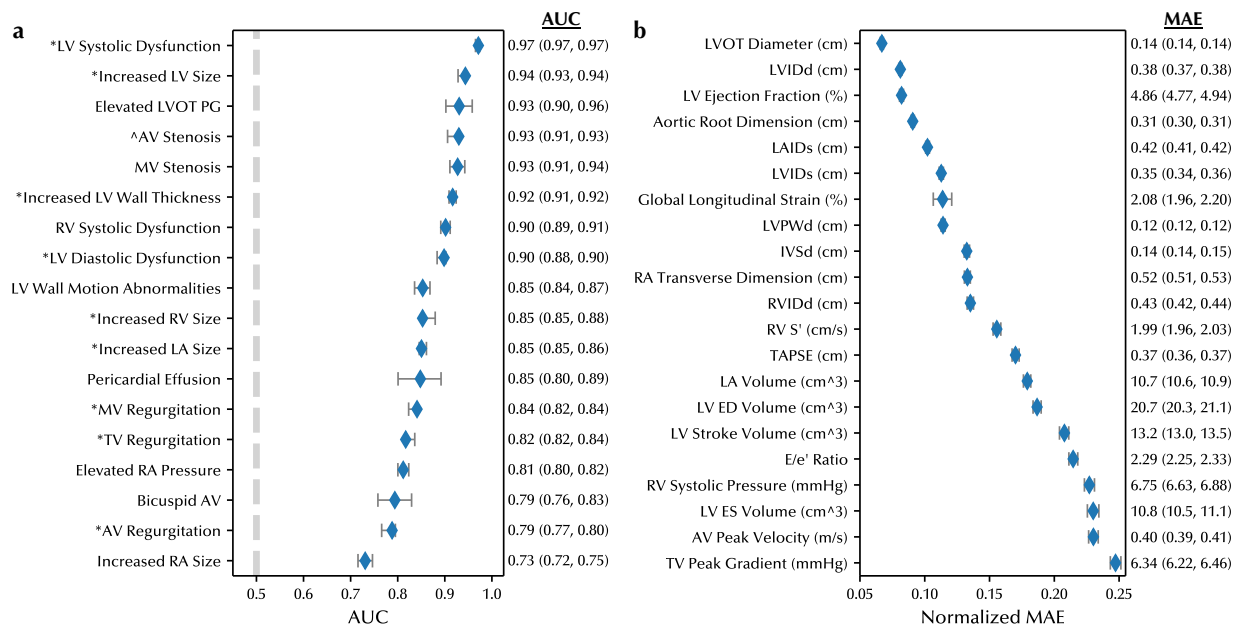 a
AUC
*LV Systolic Dysfunction 0.97 (0.97, 0.97)
*Increased LV Size 0.94 (0.93, 0.94)
Elevated LVOT PG 0.93 (0.90, 0.96)
^AV Stenosis 0.93 (0.91, 0.93)
MV Stenosis 0.93 (0.91, 0.94)
*Increased LV Wall Thickness 0.92 (0.91, 0.92)
RV Systolic Dysfunction 0.90 (0.89, 0.91)
*LV Diastolic Dysfunction 0.90 (0.88, 0.90)
LV Wall Motion Abnormalities 0.85 (0.84, 0.87)
*Increased RV Size 0.85 (0.85, 0.88)
*Increased LA Size 0.85 (0.85, 0.86)
Pericardial Effusion 0.85 (0.80, 0.89)
*MV Regurgitation 0.84 (0.82, 0.84)
*TV Regurgitation 0.82 (0.82, 0.84)
Elevated RA Pressure 0.81 (0.80, 0.82)
Bicuspid AV 0.79 (0.76, 0.83)
*AV Regurgitation 0.79 (0.77, 0.80)
Increased RA Size 0.73 (0.72, 0.75)
0.5 0.6 0.7 0.8 0.9 1.0
AUC
b
MAE
LVOT Diameter (cm) 0.14 (0.14, 0.14)
LVIDd (cm) 0.38 (0.37, 0.38)
LV Ejection Fraction (%) 4.86 (4.77, 4.94)
Aortic Root Dimension (cm) 0.31 (0.30, 0.31)
LAIDs (cm) 0.42 (0.41, 0.42)
LVIDs (cm) 0.35 (0.34, 0.36)
Global Longitudinal Strain (%) 2.08 (1.96, 2.20)
LVPWd (cm) 0.12 (0.12, 0.12)
IVSd (cm) 0.14 (0.14, 0.15)
RA Transverse Dimension (cm) 0.52 (0.51, 0.53)
RVIDd (cm) 0.43 (0.42, 0.44)
RV S' (cm/s) 1.99 (1.96, 2.03)
TAPSE (cm) 0.37 (0.36, 0.37)
LA Volume (cm^3) 10.7 (10.6, 10.9)
LV ED Volume (cm^3) 20.7 (20.3, 21.1)
LV Stroke Volume (cm^3) 13.2 (13.0, 13.5)
E/e' Ratio 2.29 (2.25, 2.33)
RV Systolic Pressure (mmHg) 6.75 (6.63, 6.88)
LV ES Volume (cm^3) 10.8 (10.5, 11.1)
AV Peak Velocity (m/s) 0.40 (0.39, 0.41)
TV Peak Gradient (mmHg) 6.34 (6.22, 6.46)
0.05 0.10 0.15 0.20 0.25
Normalized MAE